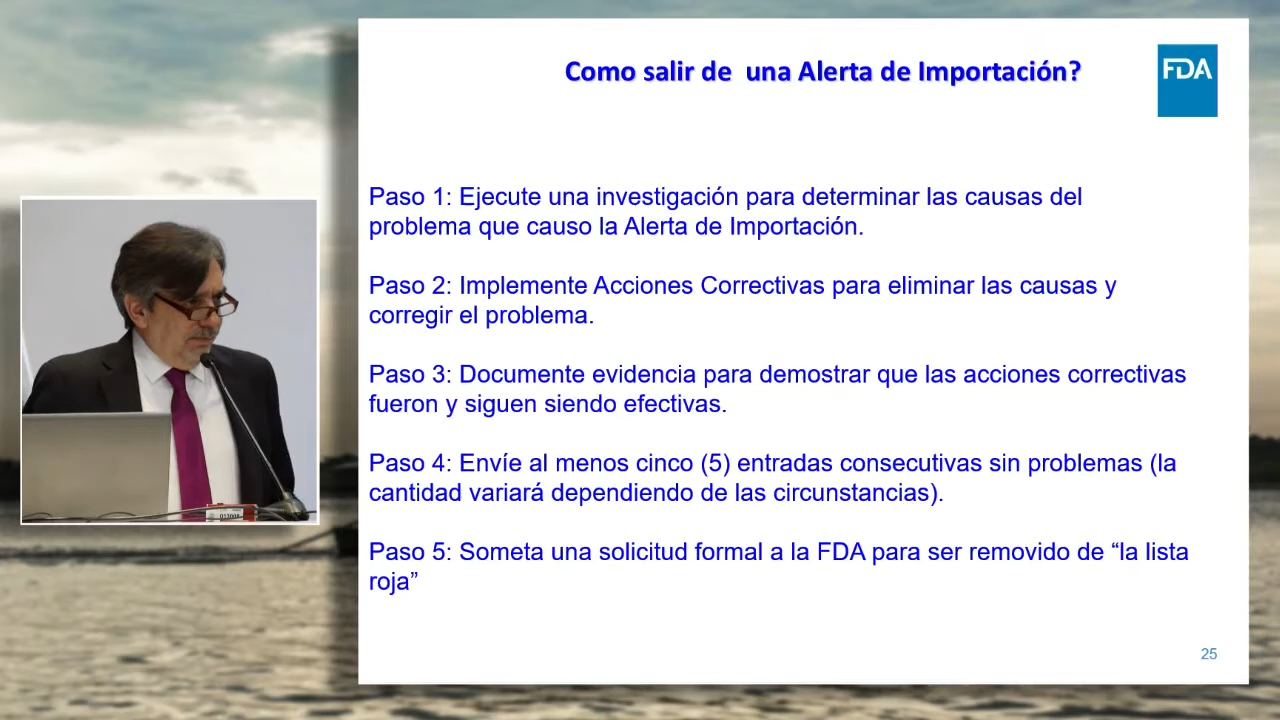 Como salir de  una Alerta de Importación?
FDA
Paso 1: Ejecute una investigación para determinar las causas del
problema que causo la Alerta de Importación.
Paso 2: Implemente Acciones Correctivas para eliminar las causas y
corregir el problema.
Paso 3: Documente evidencia para demostrar que las acciones correctivas
fueron y siguen siendo efectivas.
Paso 4: Envíe al menos cinco (5) entradas consecutivas sin problemas (la
cantidad variará dependiendo de las circunstancias).
Paso 5: Someta una solicitud formal a la FDA para ser removido de “la lista
roja”
25